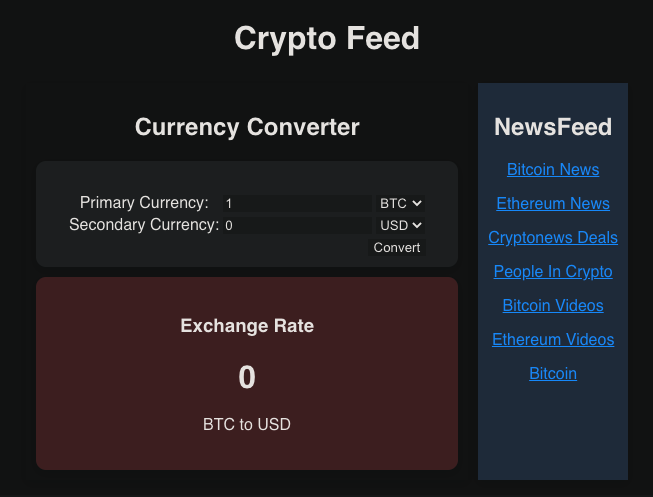 Crypto Feed
Currency Converter
Primary Currency: 1 BTC
Secondary Currency: 0 USD
Convert
Exchange Rate
0
BTC to USD
NewsFeed
Bitcoin News
Ethereum News
Cryptonews Deals
People In Crypto
Bitcoin Videos
Ethereum Videos
Bitcoin